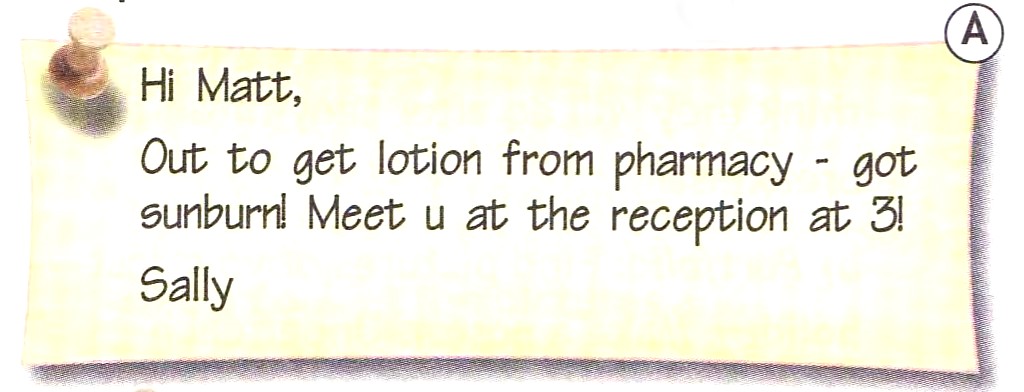 A
Hi Matt,
Out to get lotion from pharmacy - got
sunburn! Meet u at the reception at 3!
Sally